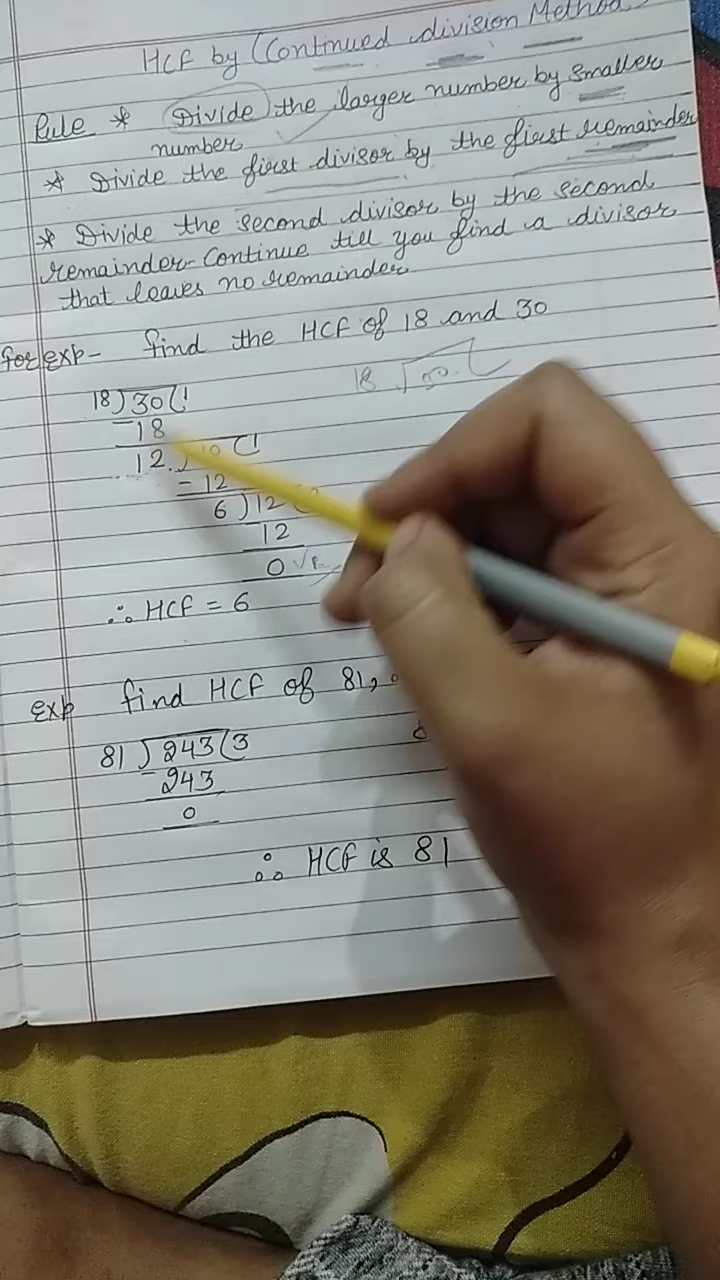 HCF by (Continued division Method
Rule * Divide the larger number by smaller
number
* Divide the first divisor by the first remainder
* Divide the second divisor by the second
remainder-Continue till you find a divisor
that leaves no remainder
for exp- find the HCF of 18 and 30
18)30(1
-18
12
-12
6)12
12
0
∴ HCF = 6
Exp find HCF of 81,
81)243(3
-243
0
∴ HCF is 81